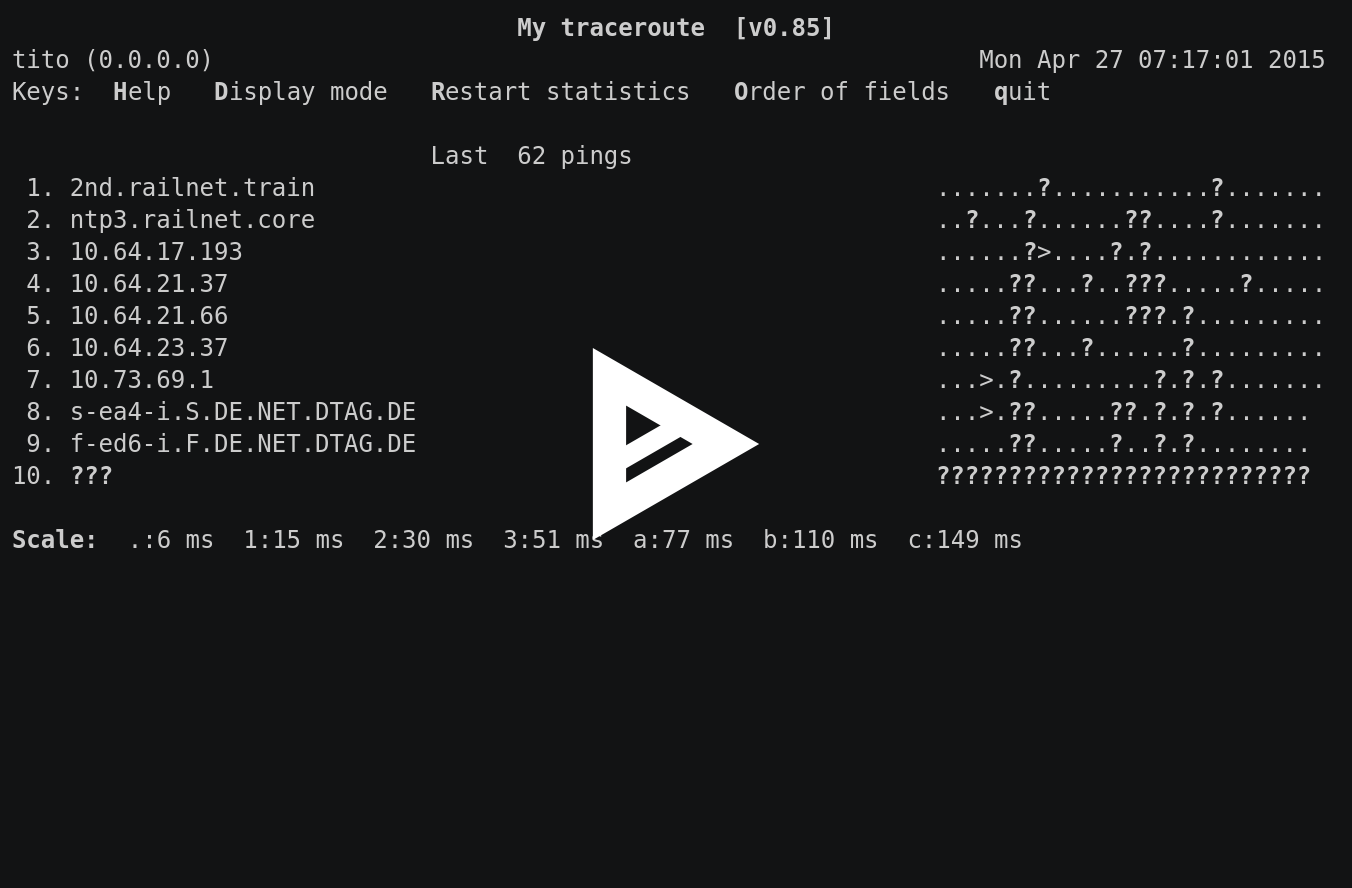 My traceroute  [v0.85]
tito (0.0.0.0)                                                     Mon Apr 27 07:17:01 2015
Keys:  Help   Display mode   Restart statistics   Order of fields   quit
Last  62 pings
 1. 2nd.railnet.train                                           .......?...........?.......
 2. ntp3.railnet.core                                           ..?...?......??....?.......
 3. 10.64.17.193                                                ......?>....?.?............
 4. 10.64.21.37                                                 .....??...?..???.....?.....
 5. 10.64.21.66                                                 .....??......???.?.........
 6. 10.64.23.37                                                 .....??...?......?.........
 7. 10.73.69.1                                                  ...>.?.........?.?.?.......
 8. s-ea4-i.S.DE.NET.DTAG.DE                                    ...>.??.....??.?.?.?......
 9. f-ed6-i.F.DE.NET.DTAG.DE                                    .....??.....?..?.?........
10. ???                                                         ??????????????????????????
Scale:  .:6 ms  1:15 ms  2:30 ms  3:51 ms  a:77 ms  b:110 ms  c:149 ms